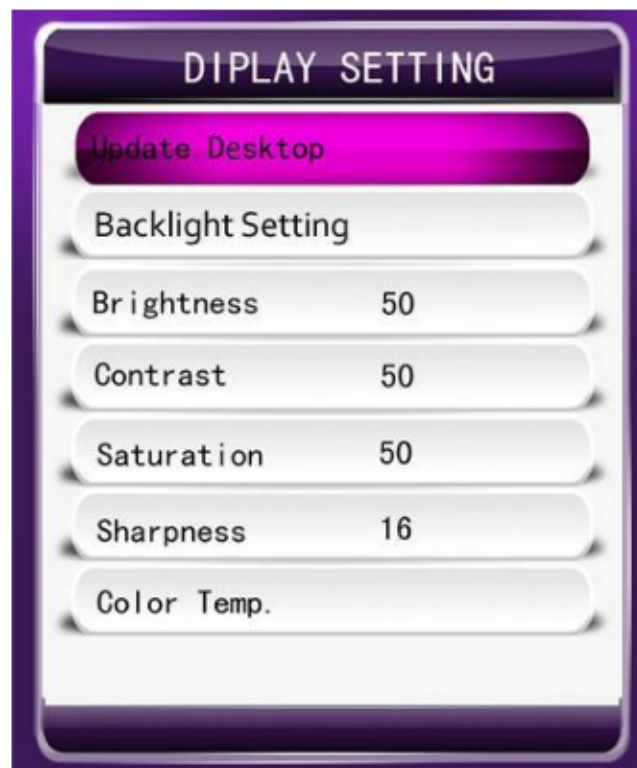 DIPLAY SETTING
Update Desktop
Backlight Setting
Brightness 50
Contrast 50
Saturation 50
Sharpness 16
Color Temp.